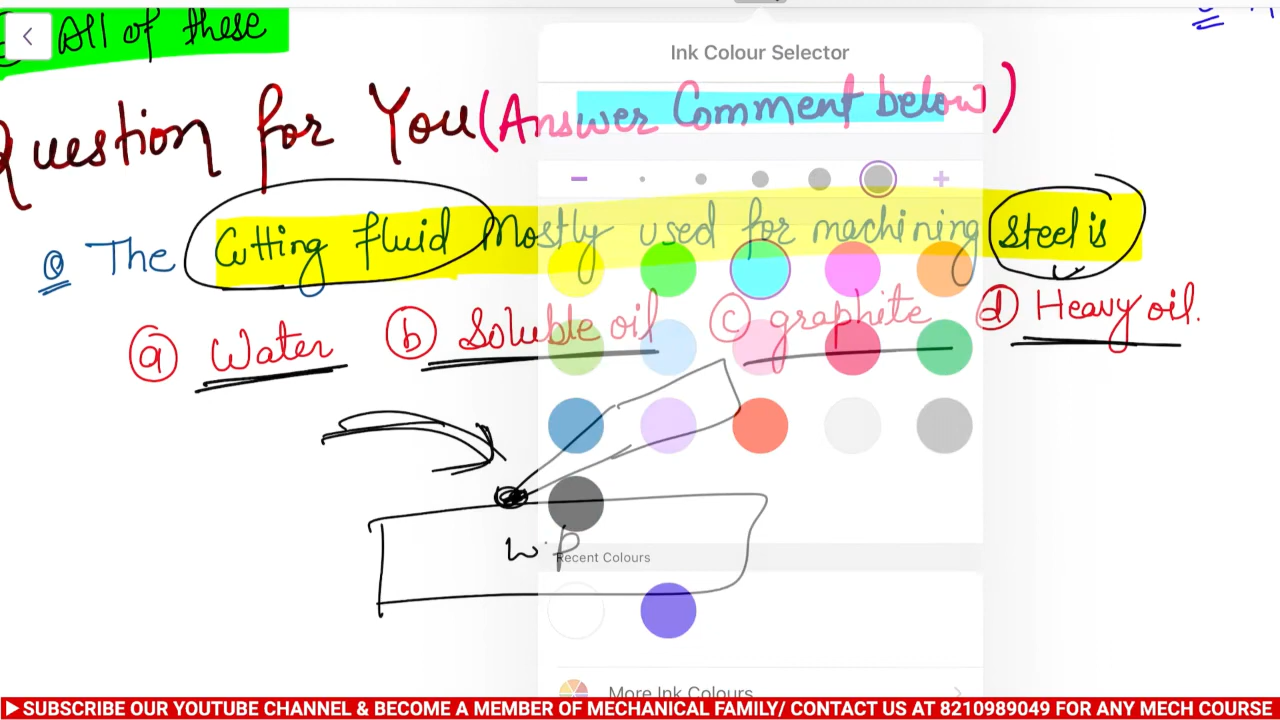 All of these
Ink Colour Selector
Question for You (Answer Comment below)
Q The Cutting fluid Mostly used for machining Steel is
a Water b Soluble oil c graphite d Heavy oil.
W.P
Recent Colours
More Ink Colours
SUBSCRIBE OUR YOUTUBE CHANNEL & BECOME A MEMBER OF MECHANICAL FAMILY/ CONTACT US AT 8210989049 FOR ANY MECH COURSE